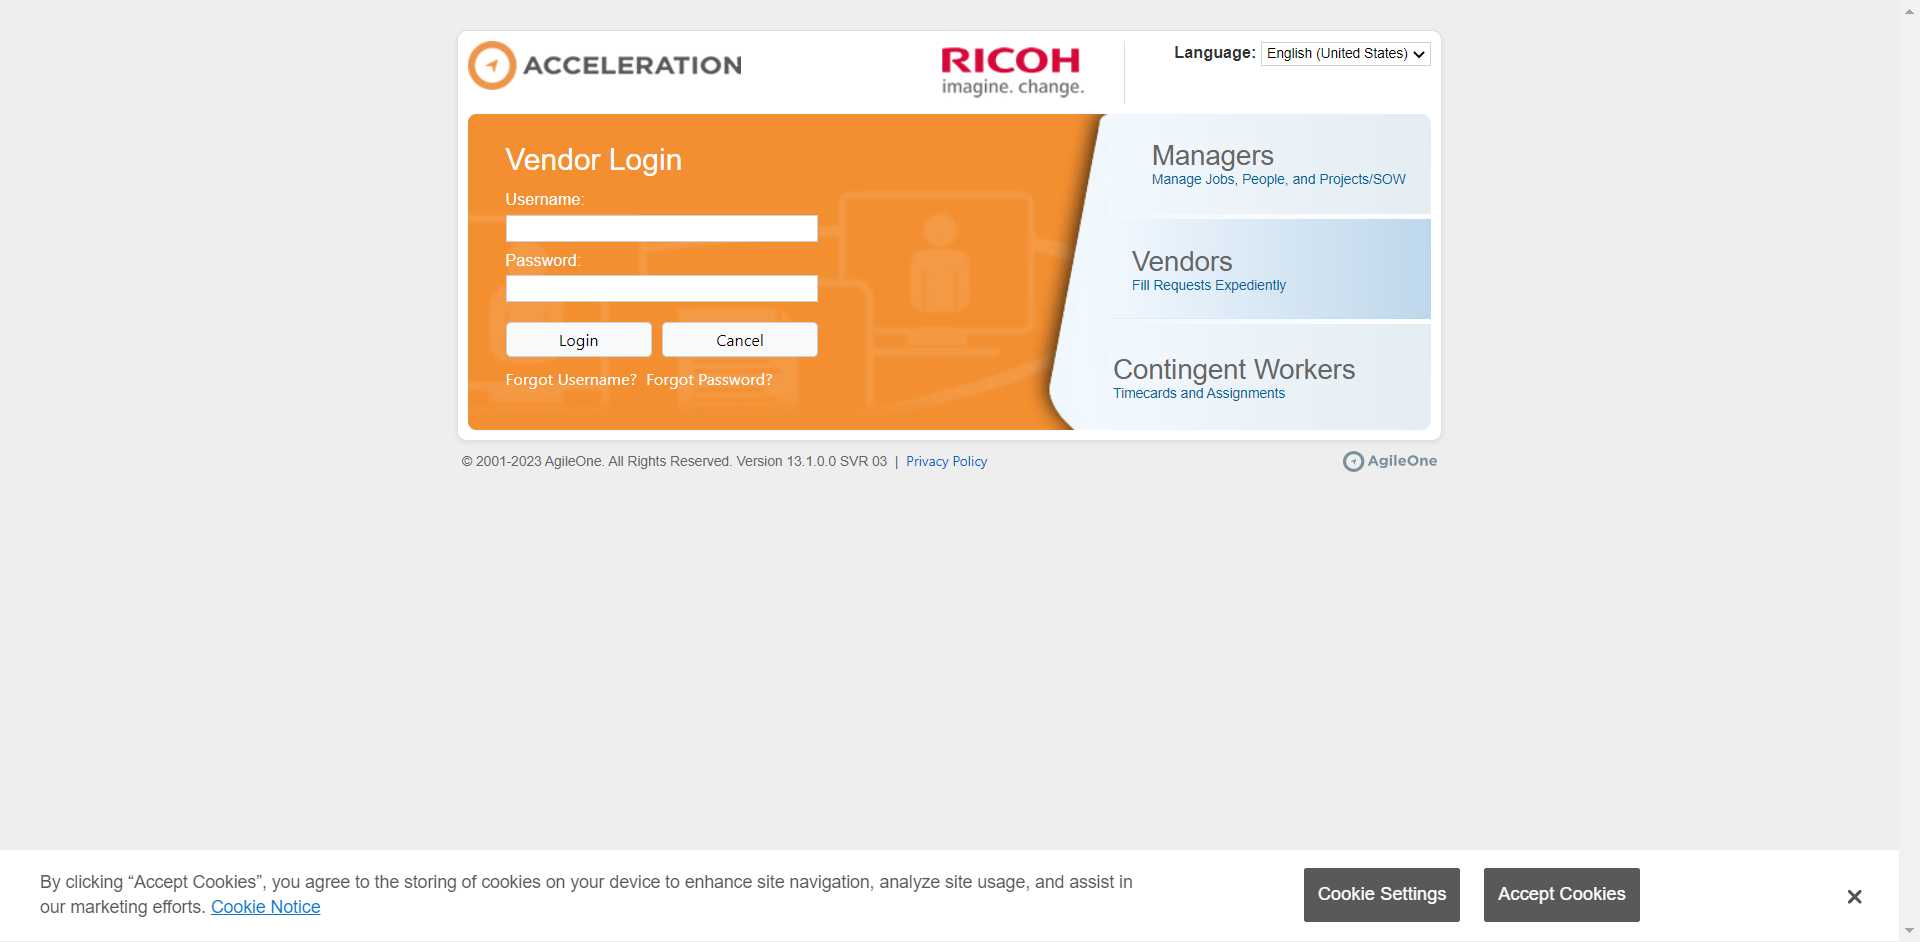 ACCELERATION
RICOH
imagine. change.
Language: English (United States)
Vendor Login
Username:
Password:
Login Cancel
Forgot Username? Forgot Password?
Managers
Manage Jobs, People, and Projects/SOW
Vendors
Fill Requests Expediently
Contingent Workers
Timecards and Assignments
© 2001-2023 AgileOne. All Rights Reserved. Version 13.1.0.0 SVR 03 | Privacy Policy
AgileOne
By clicking “Accept Cookies”, you agree to the storing of cookies on your device to enhance site navigation, analyze site usage, and assist in
our marketing efforts. Cookie Notice
Cookie Settings
Accept Cookies